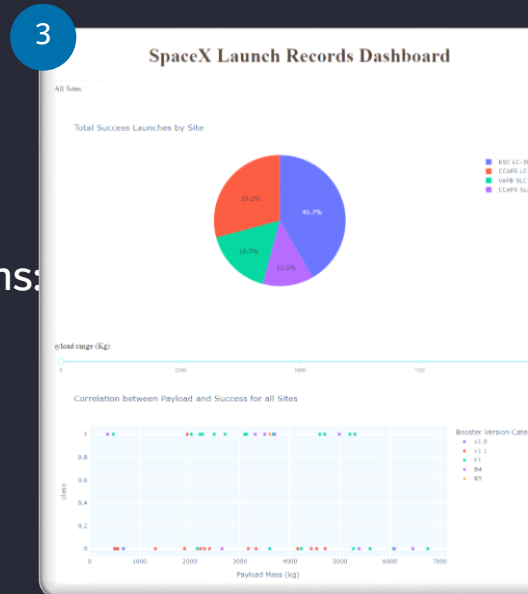 3
SpaceX Launch Records Dashboard
All Sites
Total Success Launches by Site
KSC LC-39
CCAFS LC-
VAFB SLC-
CCAFS SL
29.2%
41.7%
16.7%
12.5%
ns:
yload range (Kg):
0 2500 5000 7500
Correlation between Payload and Success for all Sites
Booster Version Cate
v1.0
v1.1
FT
B4
B5
1
0.8
0.6
0.4
0.2
0
class
0 1000 2000 3000 4000 5000 6000 7000
Payload Mass (kg)